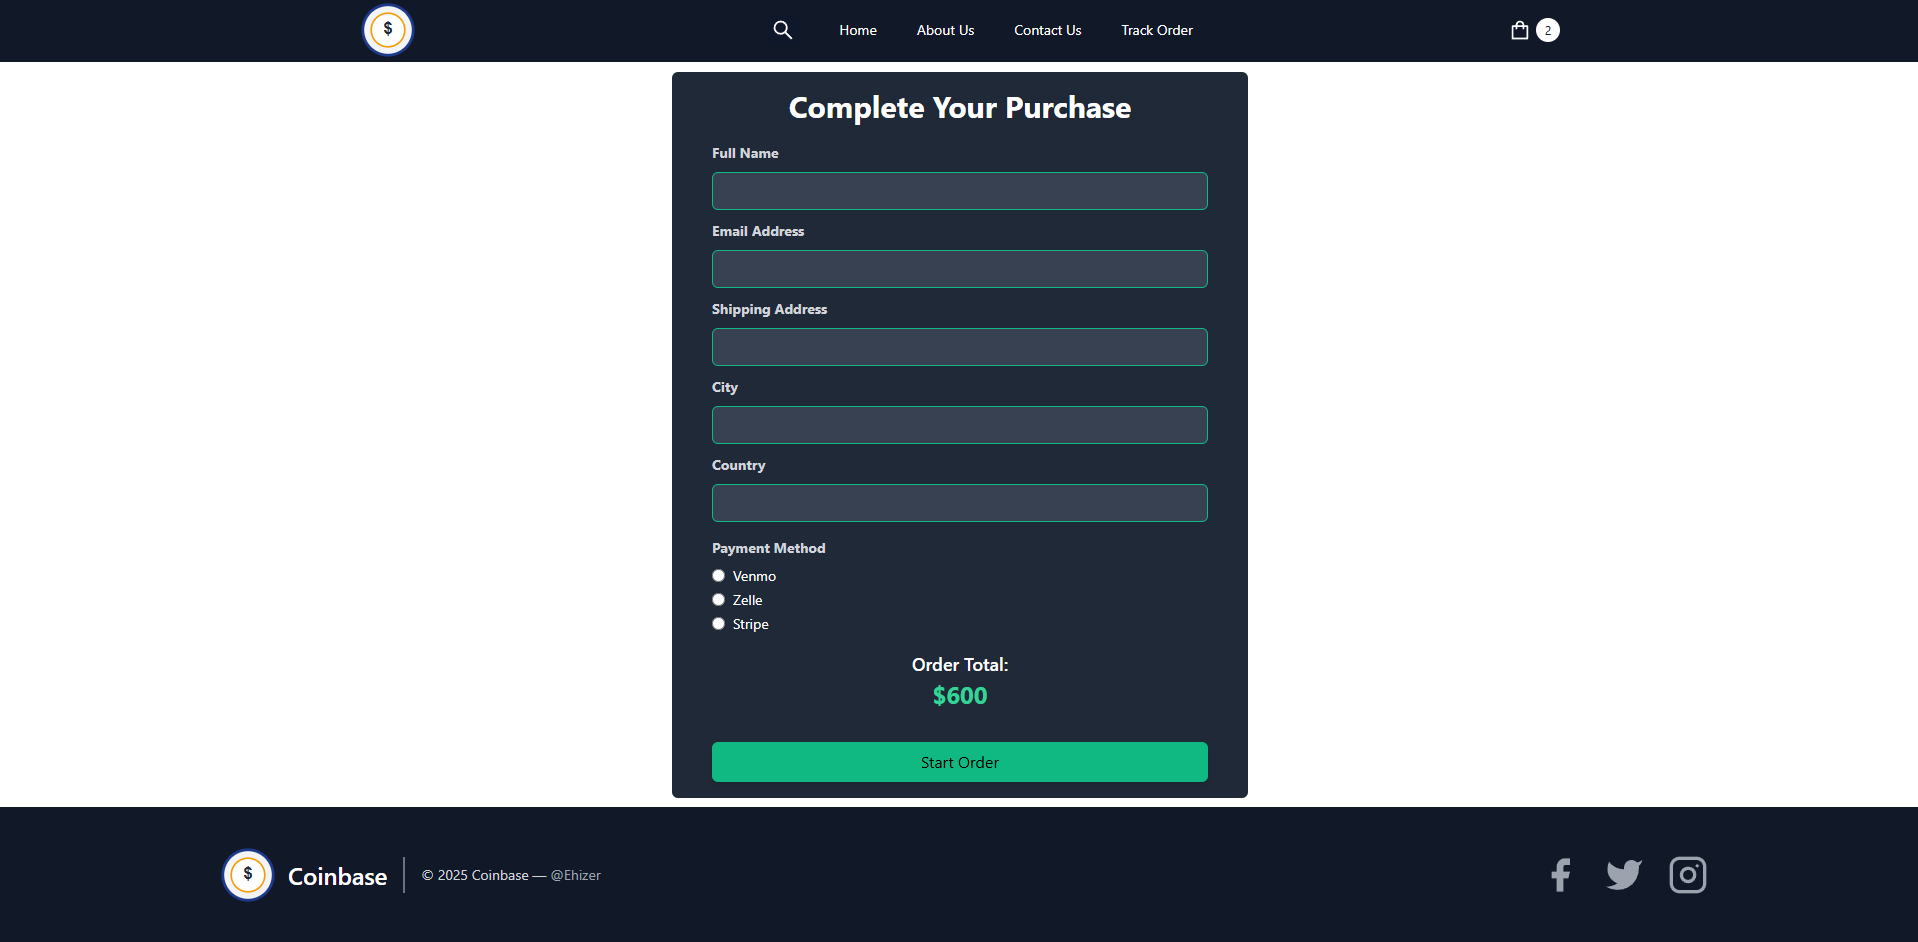 $
Home
About Us
Contact Us
Track Order
2
Complete Your Purchase
Full Name
Email Address
Shipping Address
City
Country
Payment Method
Venmo
Zelle
Stripe
Order Total:
$600
Start Order
$
Coinbase
© 2025 Coinbase — @Ehizer